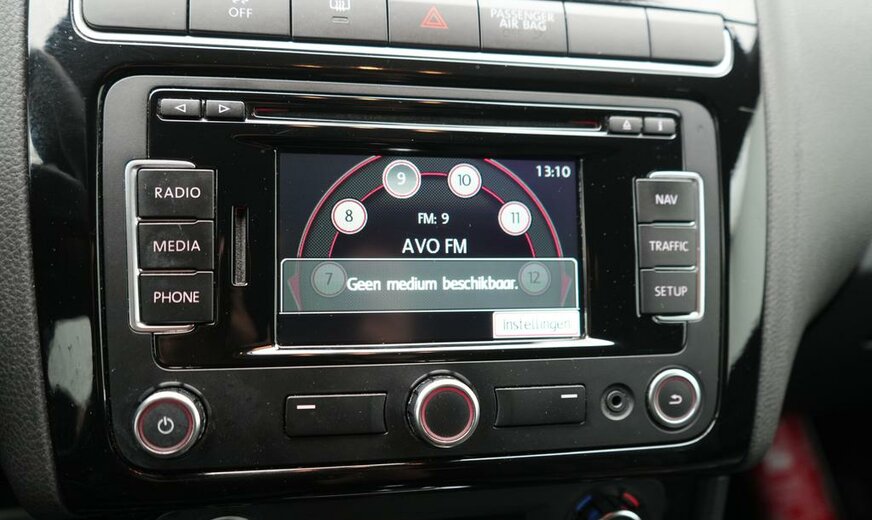 OFF
PASSENGER
AIR BAG
RADIO
MEDIA
PHONE
13:10
9
10
8
11
FM: 9
AVO FM
7
12
Geen medium beschikbaar.
Instellingen
NAV
TRAFFIC
SETUP